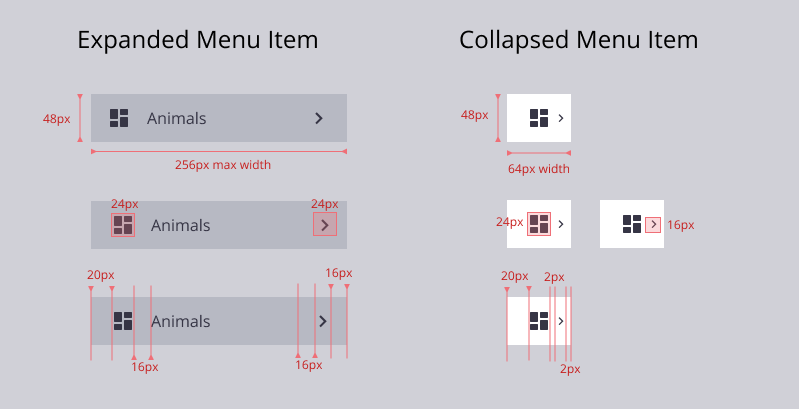 Expanded Menu Item
Collapsed Menu Item
48px
Animals
256px max width
48px
64px width
24px
24px
Animals
24px
16px
20px
16px
Animals
16px
16px
20px
2px
2px